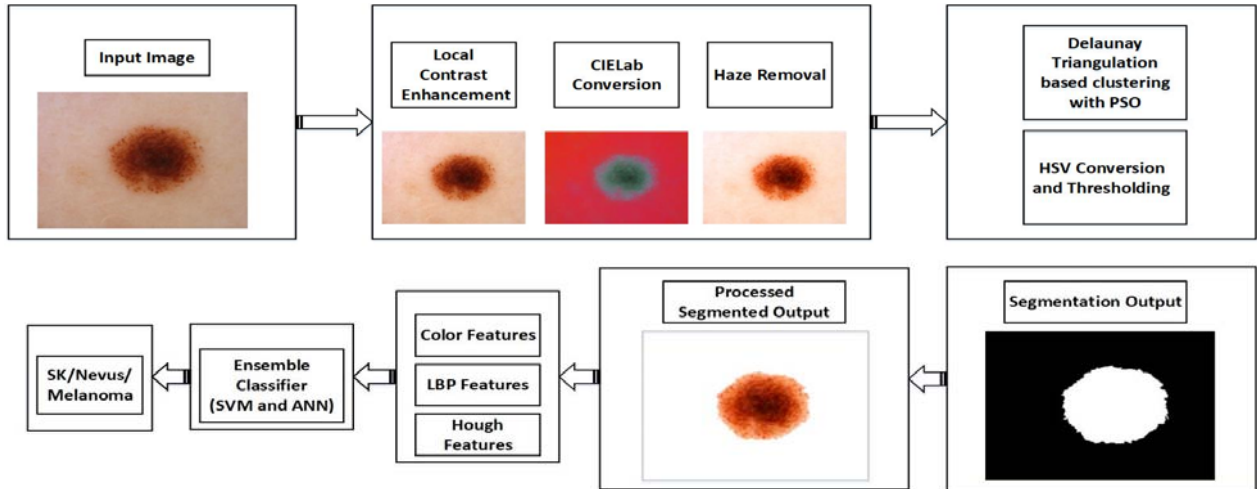 Input Image
Local
Contrast
Enhancement
CIELab
Conversion
Haze Removal
Delaunay
Triangulation
based clustering
with PSO
HSV Conversion
and Thresholding
SK/Nevus/
Melanoma
Ensemble
Classifier
(SVM and ANN)
Color Features
LBP Features
Hough
Features
Processed
Segmented Output
Segmentation Output